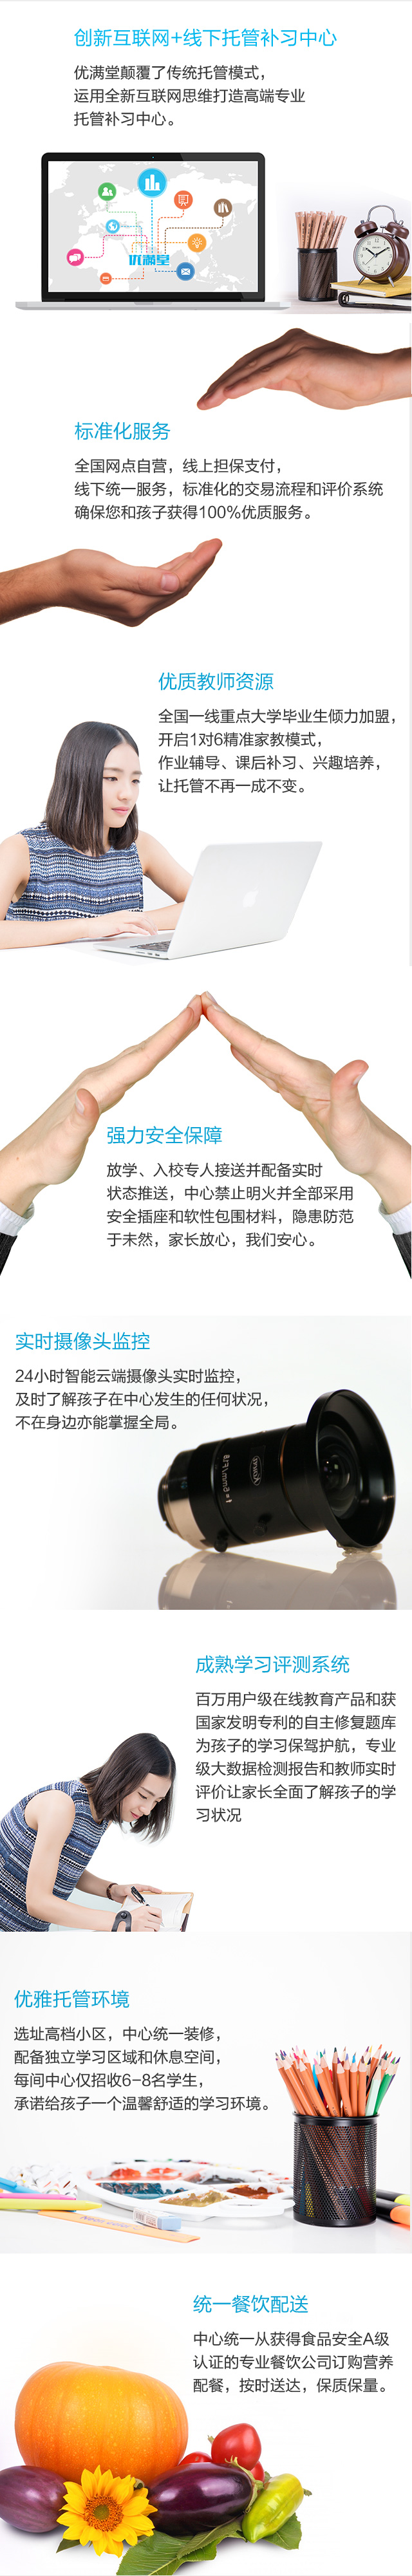 创新互联网+线下托管补习中心
优满堂颠覆了传统托管模式，
运用全新互联网思维打造高端专业
托管补习中心。
优满堂
标准化服务
全国网点自营，线上担保支付，
线下统一服务，标准化的交易流程和评价系统
确保您和孩子获得100%优质服务。
优质教师资源
全国一线重点大学毕业生倾力加盟，
开启1对6精准家教模式，
作业辅导、课后补习、兴趣培养，
让托管不再一成不变。
强力安全保障
放学、入校专人接送并配备实时
状态推送，中心禁止明火并全部采用
安全插座和软性包围材料，隐患防范
于未然，家长放心，我们安心。
实时摄像头监控
24小时智能云端摄像头实时监控，
及时了解孩子在中心发生的任何状况，
不在身边亦能掌握全局。
成熟学习评测系统
百万用户级在线教育产品和获
国家发明专利的自主修复题库
为孩子的学习保驾护航，专业
级大数据检测报告和教师实时
评价让家长全面了解孩子的学
习状况
优雅托管环境
选址高档小区，中心统一装修，
配备独立学习区域和休息空间，
每间中心仅招收6-8名学生，
承诺给孩子一个温馨舒适的学习环境。
统一餐饮配送
中心统一从获得食品安全A级
认证的专业餐饮公司订购营养
配餐，按时送达，保质保量。